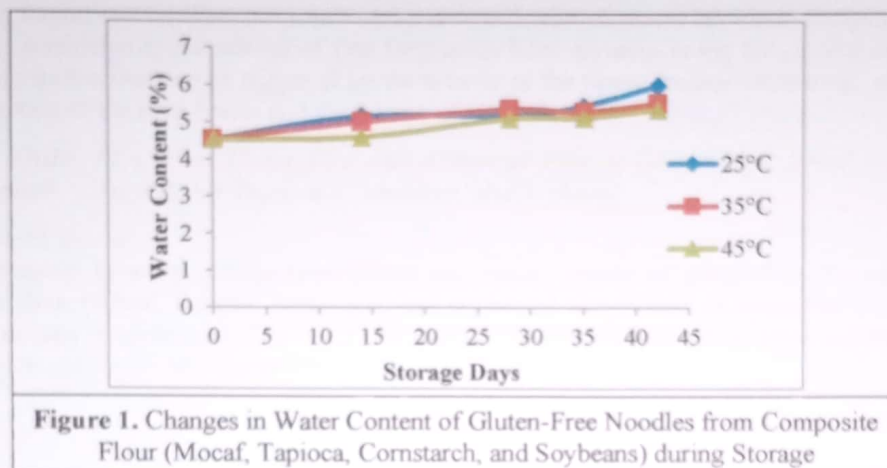 7
6
5
4
3
2
1
0
Water Content (%)
0 5 10 15 20 25 30 35 40 45
Storage Days
25°C
35°C
45°C
Figure 1. Changes in Water Content of Gluten-Free Noodles from Composite
Flour (Mocaf, Tapioca, Cornstarch, and Soybeans) during Storage